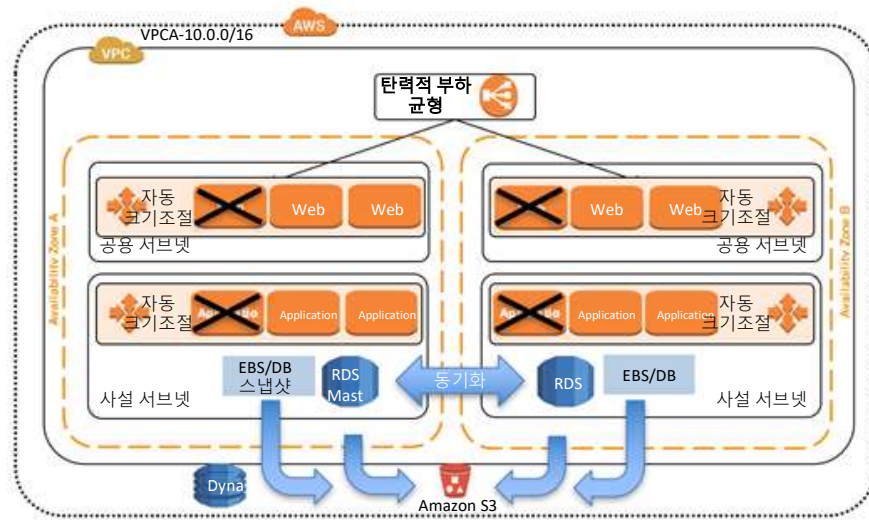 AWS
VPCA-10.0.0/16
VPC
탄력적 부하
균형
Availability Zone A
자동
크기조절
Web
Web
공용 서브넷
자동
크기조절
Application
Application
EBS/DB
스냅샷
RDS
Mast
사설 서브넷
동기화
Web
Web
자동
크기조절
공용 서브넷
Application
Application
자동
크기조절
RDS
EBS/DB
사설 서브넷
Availability Zone B
Dyna
Amazon S3